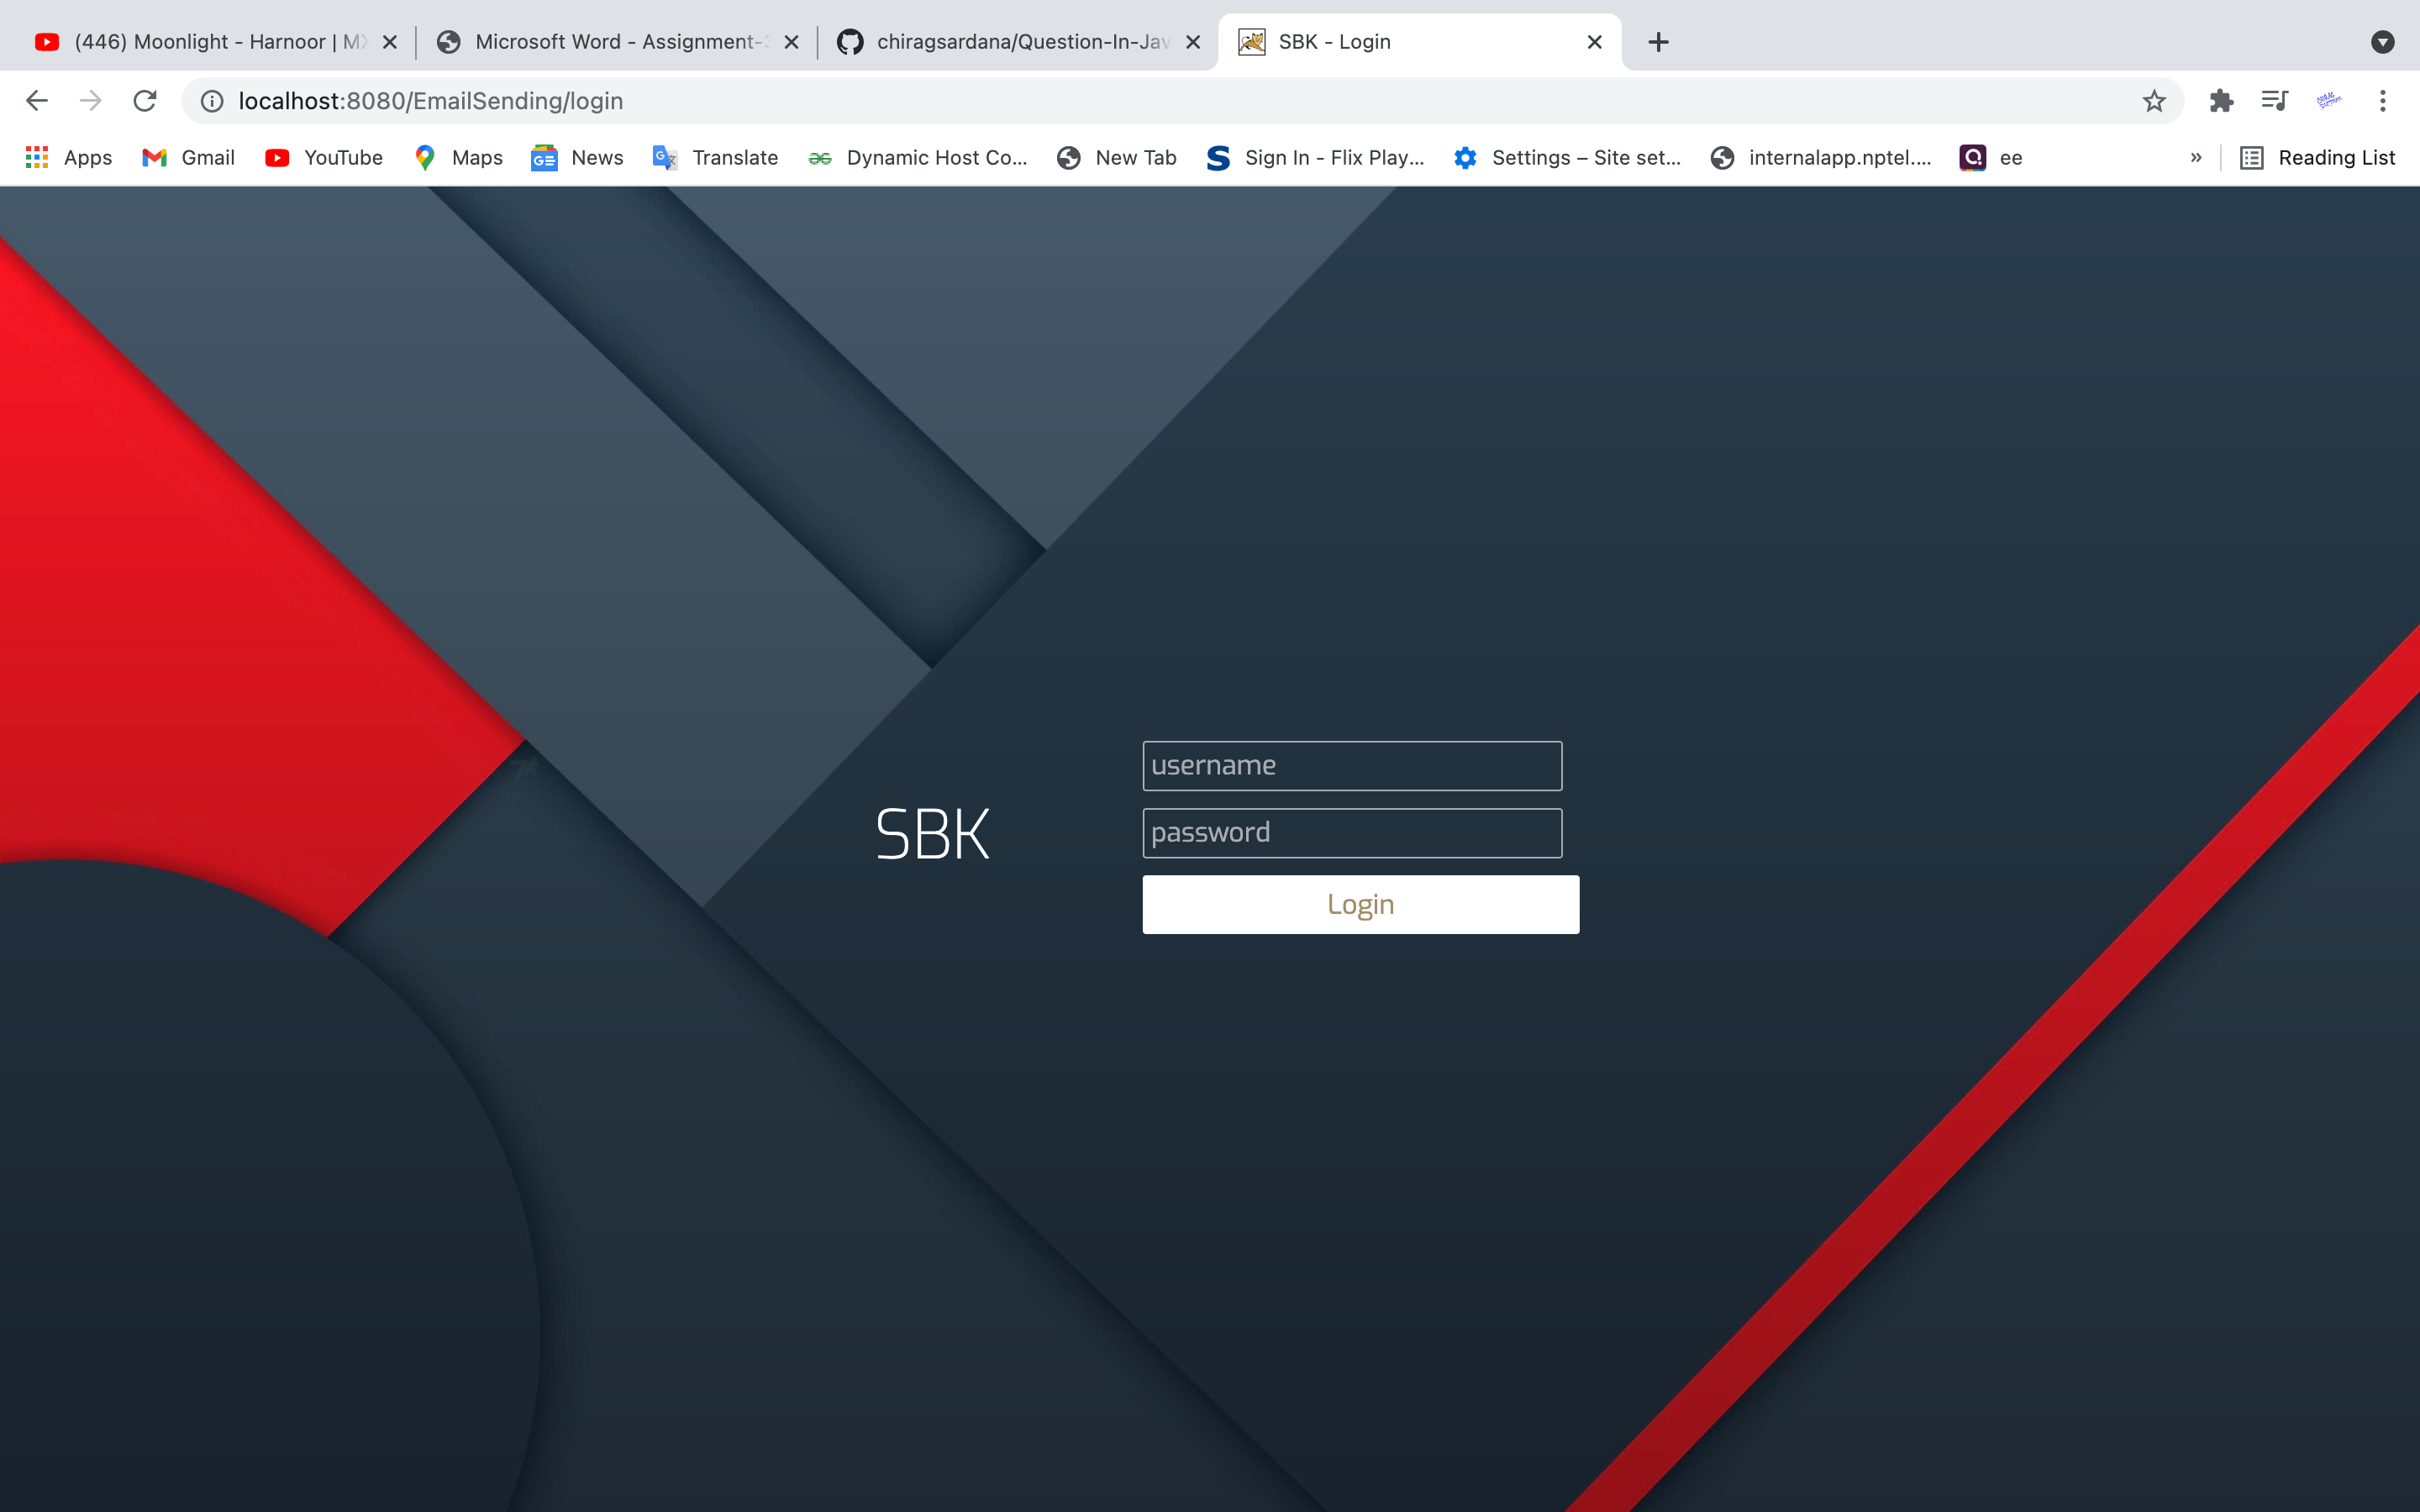 (446) Moonlight - Harnoor | MX
Microsoft Word - Assignment-
chiragsardana/Question-In-Jav
SBK - Login
localhost:8080/EmailSending/login
Apps
Gmail
YouTube
Maps
News
Translate
Dynamic Host Co...
New Tab
Sign In - Flix Play...
Settings – Site set...
internalapp.nptel....
ee
»
Reading List
username
SBK
password
Login